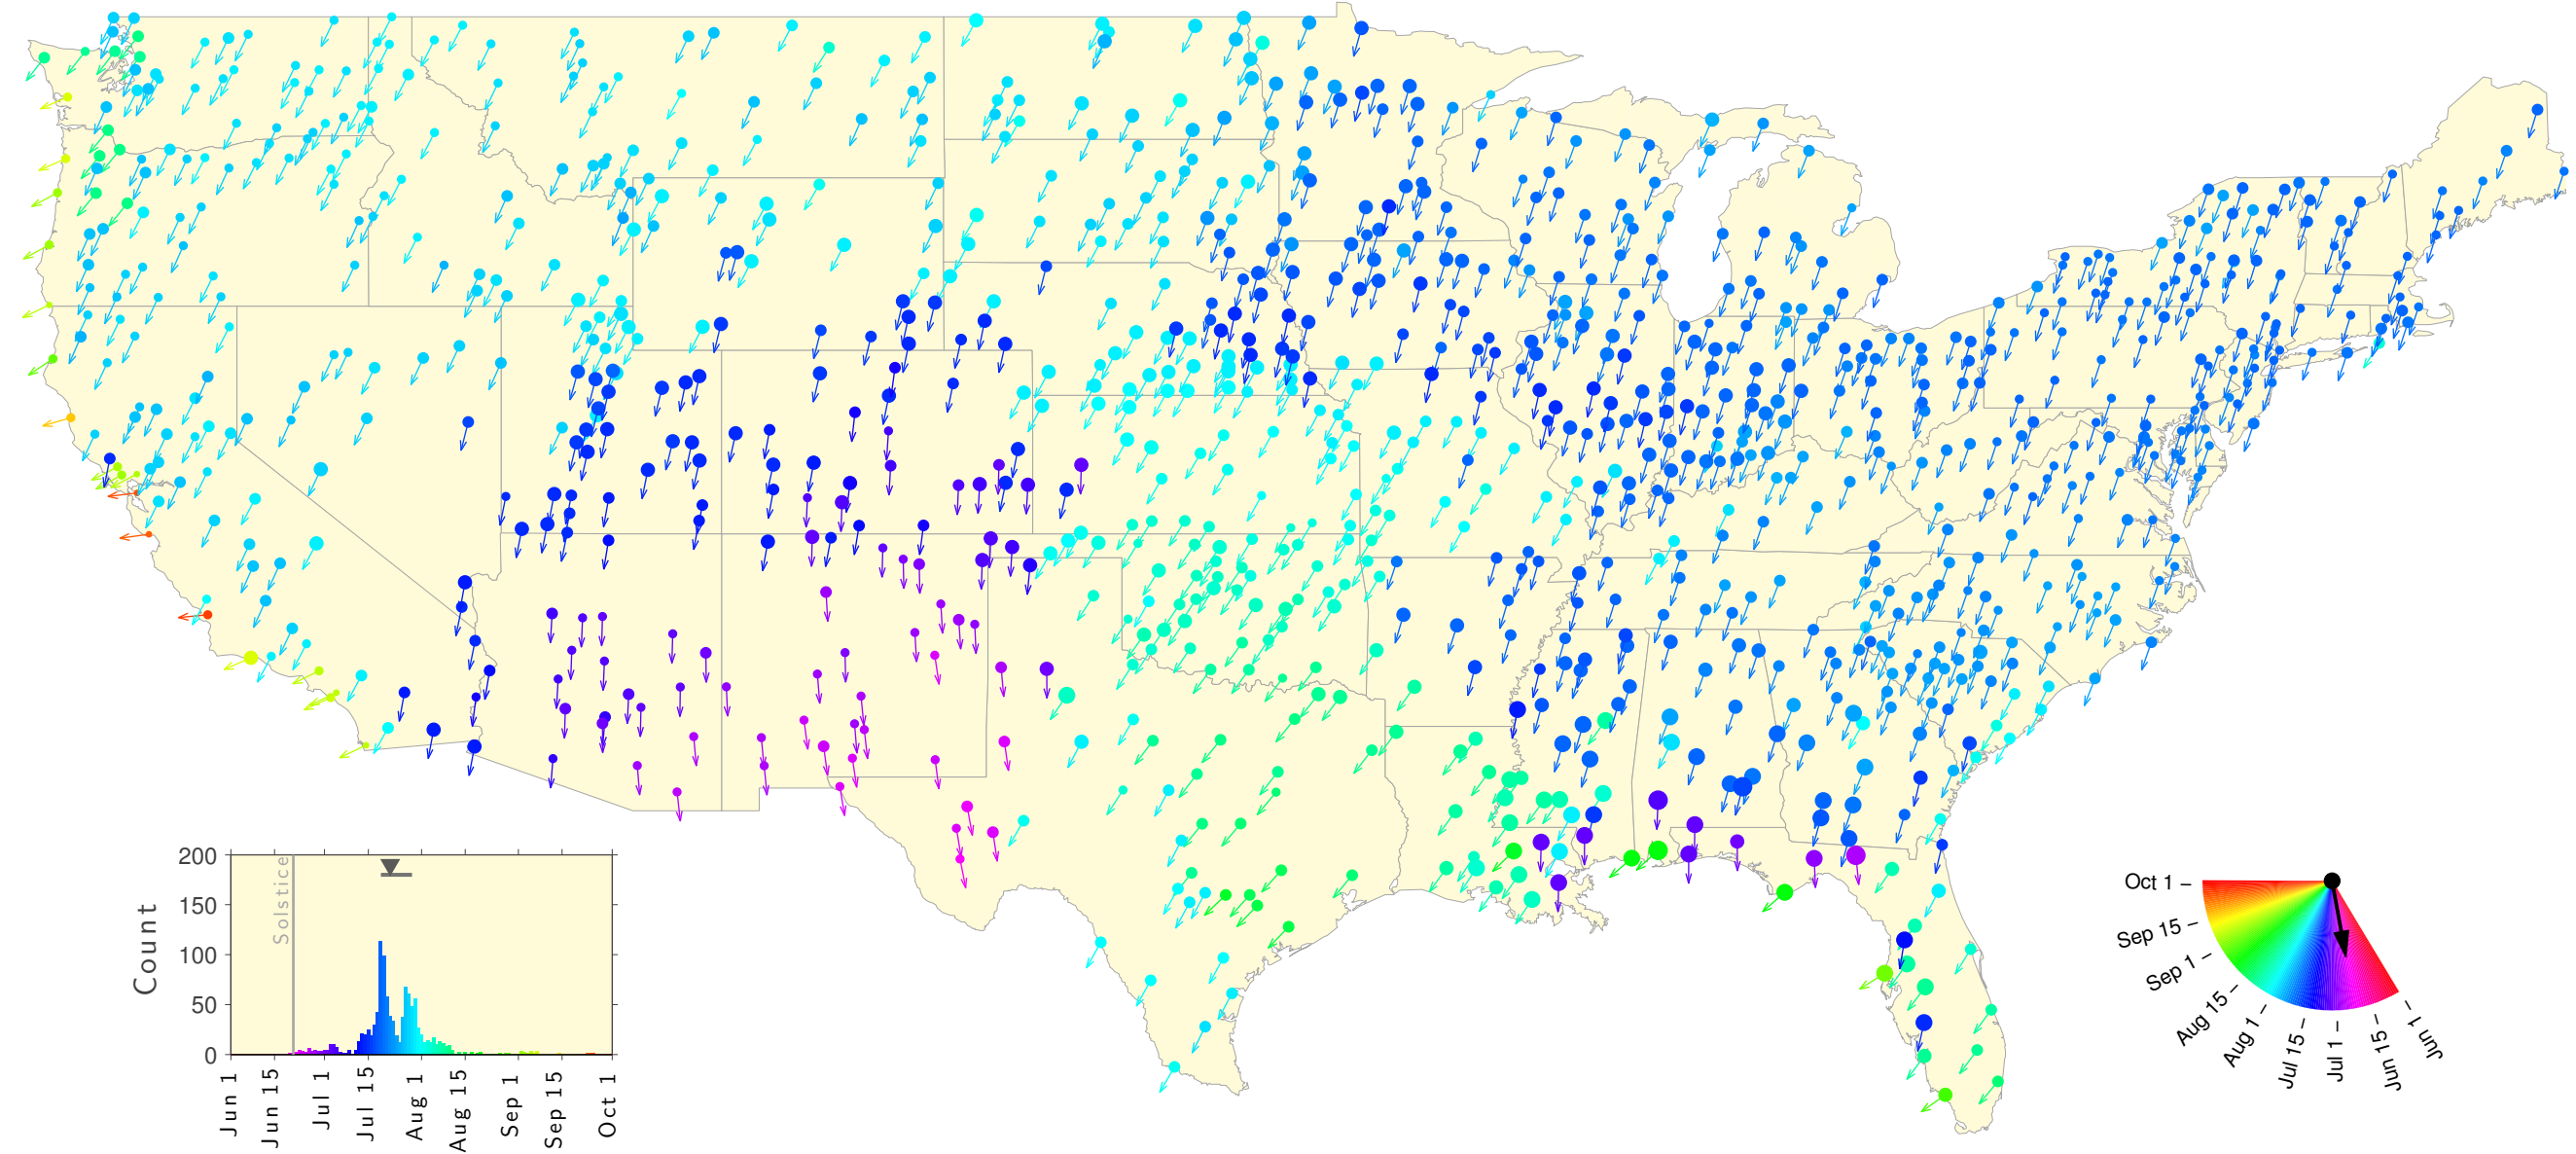 200
150
100
50
0
Count
Solstice
Jun 1
Jun 15
Jul 1
Jul 15
Aug 1
Aug 15
Sep 1
Sep 15
Oct 1
Oct 1 –
Sep 15 –
Sep 1 –
Aug 15 –
Aug 1 –
Jul 15 –
Jul 1 –
Jun 15 –
Jun 1 –